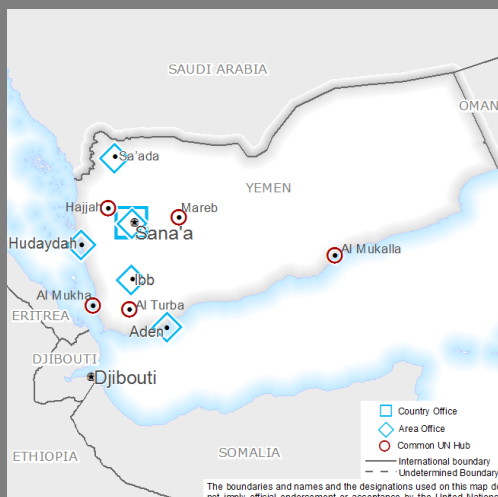 SAUDI ARABIA
OMAN
Sa'ada
YEMEN
Hajjah
Mareb
Sana'a
Hudaydah
Al Mukalla
Ibb
Al Mukha
Al Turba
ERITREA
Aden
DJIBOUTI
Djibouti
ETHIOPIA
SOMALIA
Country Office
Area Office
Common UN Hub
International boundary
Undetermined Boundary
The boundaries and names and the designations used on this map do
not imply official endorsement or acceptance by the United Nations